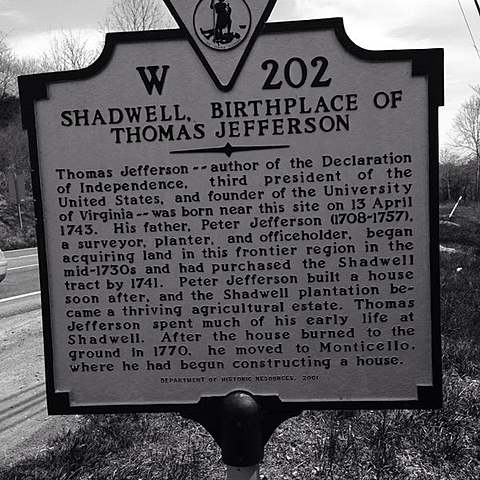 W 202
SHADWELL, BIRTHPLACE OF
THOMAS JEFFERSON
Thomas Jefferson--author of the Declaration
of Independence, third president of the
United States, and founder of the University
of Virginia--was born near this site on 13 April
1743. His father, Peter Jefferson (1708-1757),
a surveyor, planter, and officeholder, began
acquiring land in this frontier region in the
mid-1730s and had purchased the Shadwell
tract by 1741. Peter Jefferson built a house
soon after, and the Shadwell plantation be-
came a thriving agricultural estate. Thomas
Jefferson spent much of his early life at
Shadwell. After the house burned to the
ground in 1770, he moved to Monticello,
where he had begun constructing a house.
DEPARTMENT OF HISTORIC RESOURCES, 2001